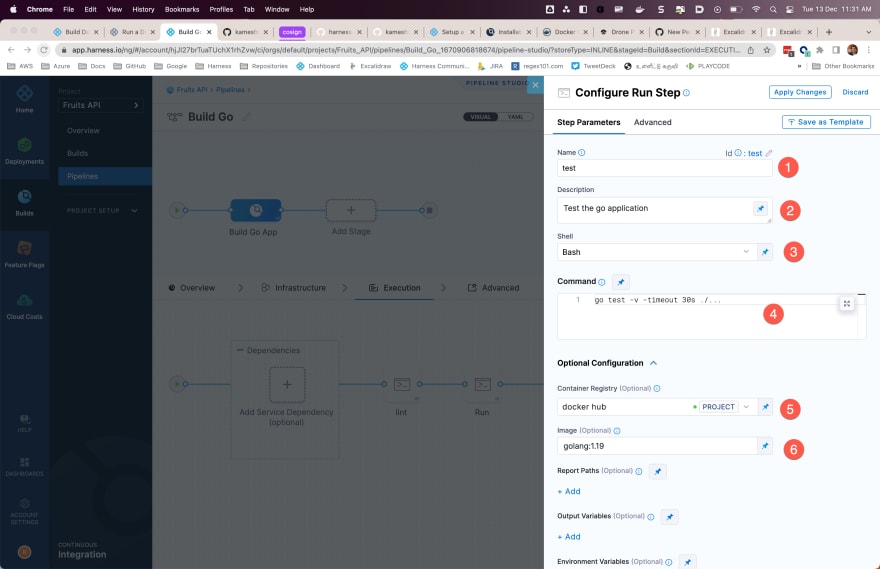 Chrome File Edit View History Bookmarks Profiles Tab Window Help
Tue 13 Dec 11:31 AM
Build D
Run a D
Build Go
kamesh
cosign
harness
kamesh
Setup
Installat
Docker
Drone P
New Pe
Excalid
Excalid
app.harness.io/ng/#/account/hjJI27brTuaTUchX1rhZvw/ci/orgs/default/projects/Fruits_API/pipelines/Build_Go_1670906818674/pipeline-studio/?storeType=INLINE&stageId=Build&sectionId=EXECUTI...
AWS Azure Docs GitHub Google Harness Repositories Dashboard Excalidraw Harness Commun... JIRA regex101.com TweetDeck PLAYCODE » Other Bookmarks
Home
Deployments
Builds
Feature Flags
Cloud Costs
HELP
DASHBOARDS
ACCOUNT
SETTINGS
Project
Fruits API
Overview
Builds
Pipelines
PROJECT SETUP
CONTINUOUS
Integration
Fruits API > Pipelines >
PIPELINE STUDIO
Build Go
VISUAL YAML
Build Go App
Add Stage
Overview
Infrastructure
Execution
Advanced
Dependencies
Add Service Dependency
(optional)
lint
Run
Configure Run Step
Apply Changes
Discard
Step Parameters
Advanced
Save as Template
Name
Id : test
test
1
Description
Test the go application
2
Shell
Bash
3
Command
1 go test -v -timeout 30s ./...
4
Optional Configuration
Container Registry (Optional)
docker hub PROJECT
5
Image (Optional)
golang:1.19
6
Report Paths (Optional)
+ Add
Output Variables (Optional)
+ Add
Environment Variables (Optional)